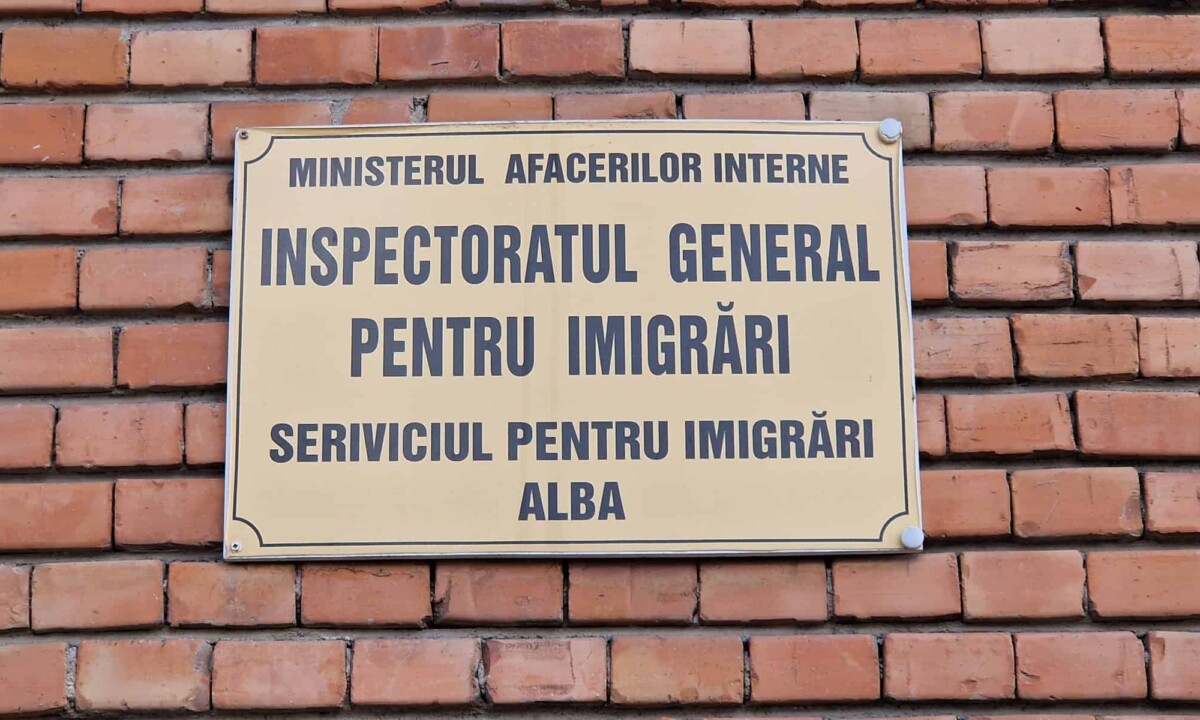 MINISTERUL AFACERILOR INTERNE
INSPECTORATUL GENERAL
PENTRU IMIGRĂRI
SERIVICIUL PENTRU IMIGRĂRI
ALBA